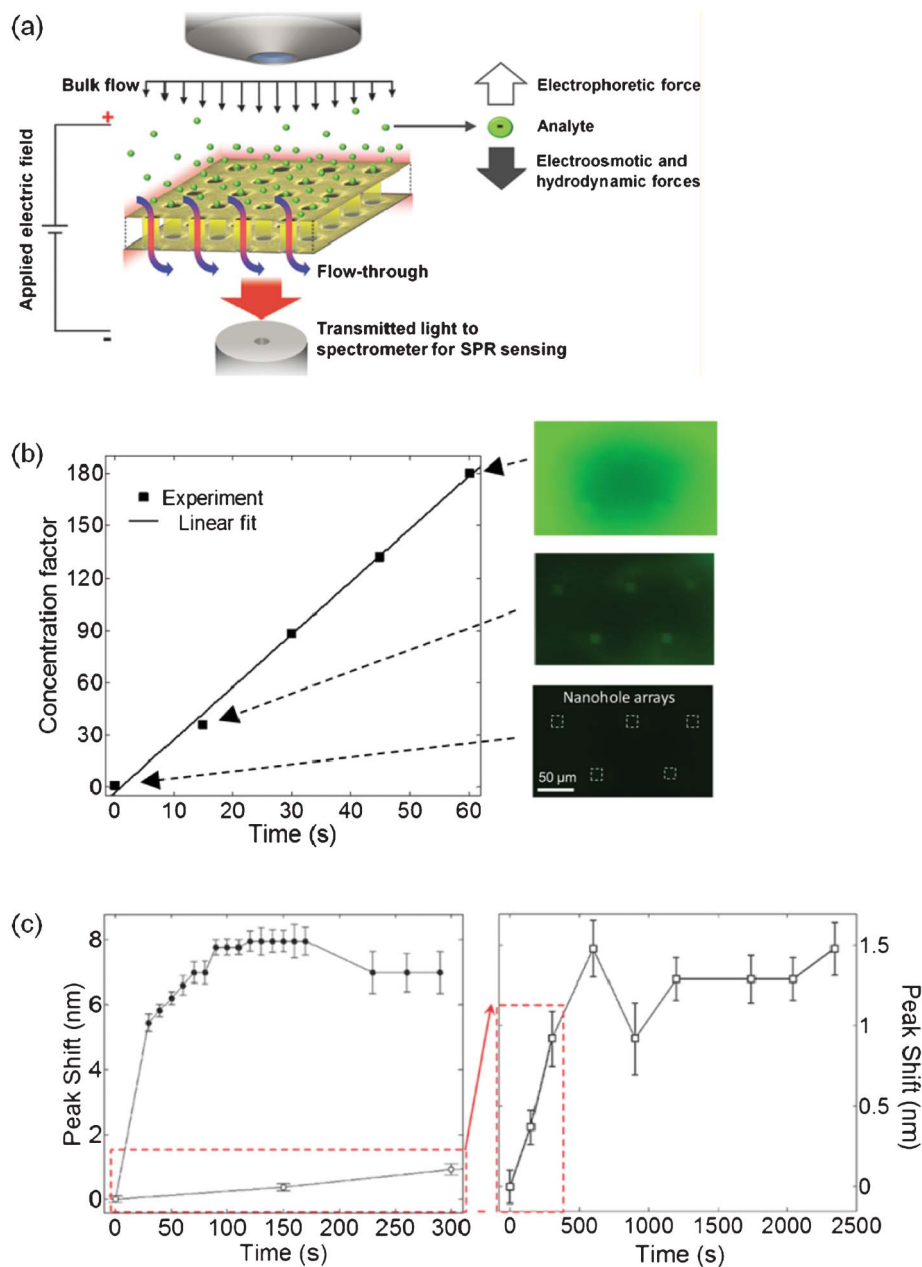 (a)
Bulk flow
Electrophoretic force
+
Analyte
-
Electroosmotic and
hydrodynamic forces
Applied electric field
Flow-through
-
Transmitted light to
spectrometer for SPR sensing
(b)
180
150
120
90
60
30
0
Concentration factor
Experiment
Linear fit
0 10 20 30 40 50 60
Time (s)
Nanohole arrays
50 µm
(c)
8
6
4
2
0
Peak Shift (nm)
0 50 100 150 200 250 300
Time (s)
1.5
1
0.5
0
Peak Shift (nm)
0 500 1000 1500 2000 2500
Time (s)